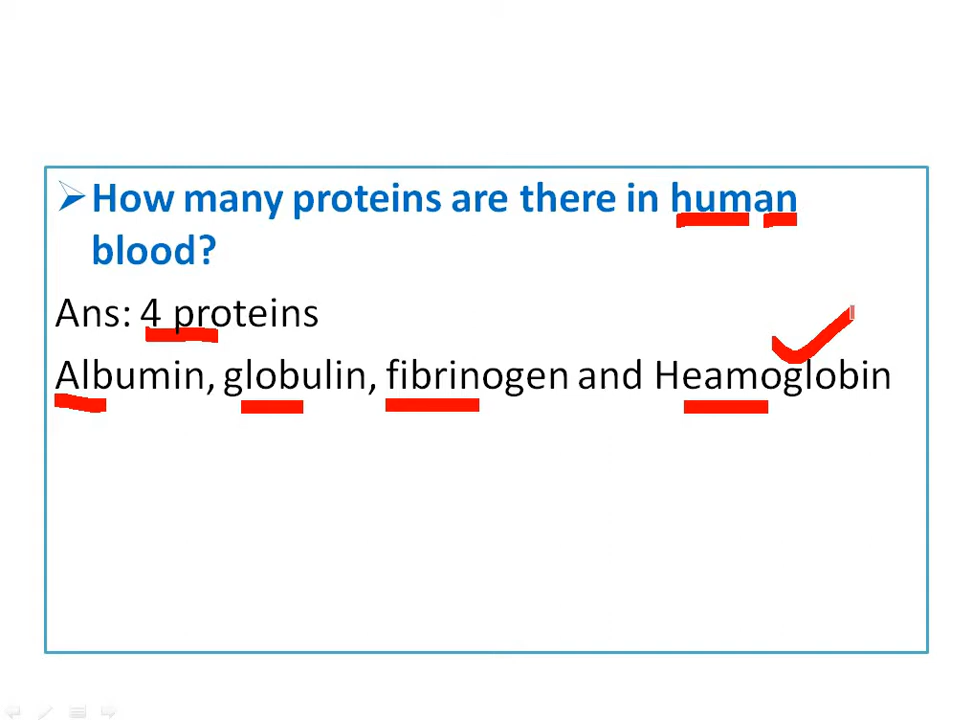 How many proteins are there in human
blood?
Ans: 4 proteins
Albumin, globulin, fibrinogen and Heamoglobin